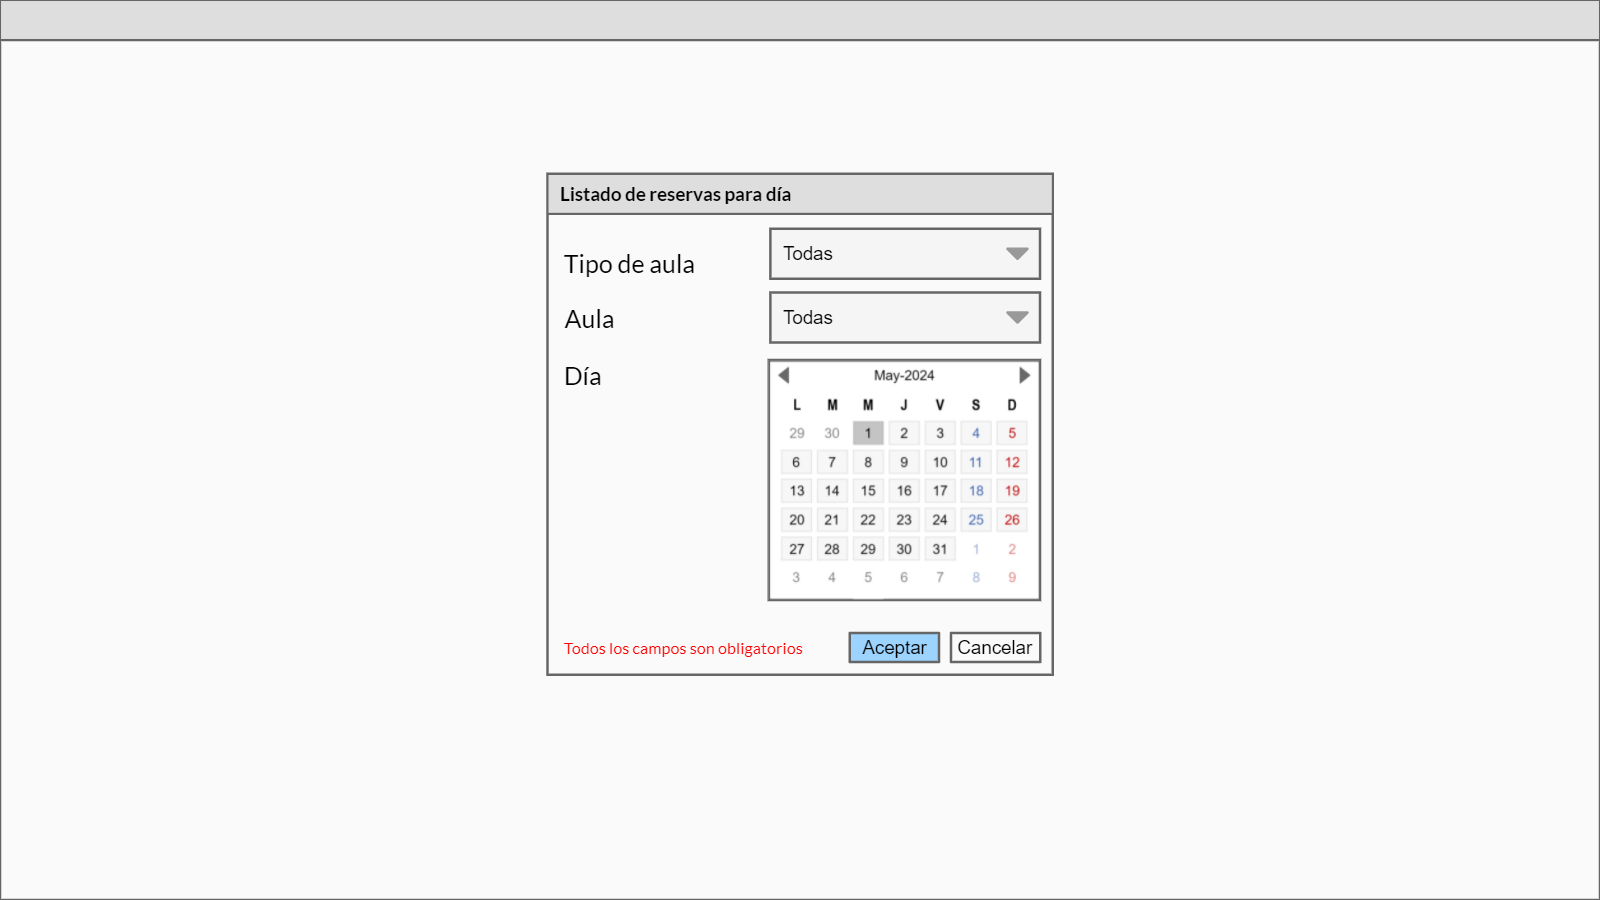 Listado de reservas para día
Tipo de aula
Todas
Aula
Todas
Día
May-2024
L M M J V S D
29 30 1 2 3 4 5
6 7 8 9 10 11 12
13 14 15 16 17 18 19
20 21 22 23 24 25 26
27 28 29 30 31 1 2
3 4 5 6 7 8 9
Todos los campos son obligatorios
Aceptar
Cancelar